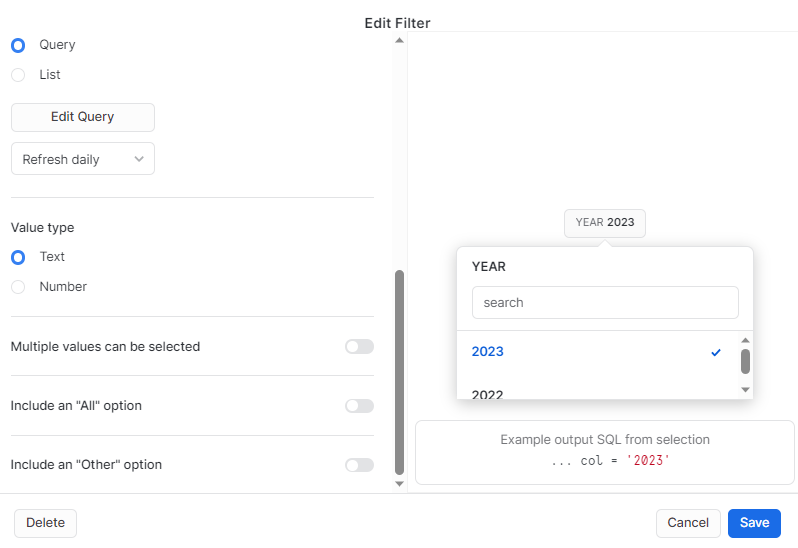 Edit Filter
Query
List
Edit Query
Refresh daily
Value type
Text
Number
Multiple values can be selected
Include an "All" option
Include an "Other" option
YEAR 2023
YEAR
search
2023
2022
Example output SQL from selection
... col = '2023'
Delete
Cancel
Save